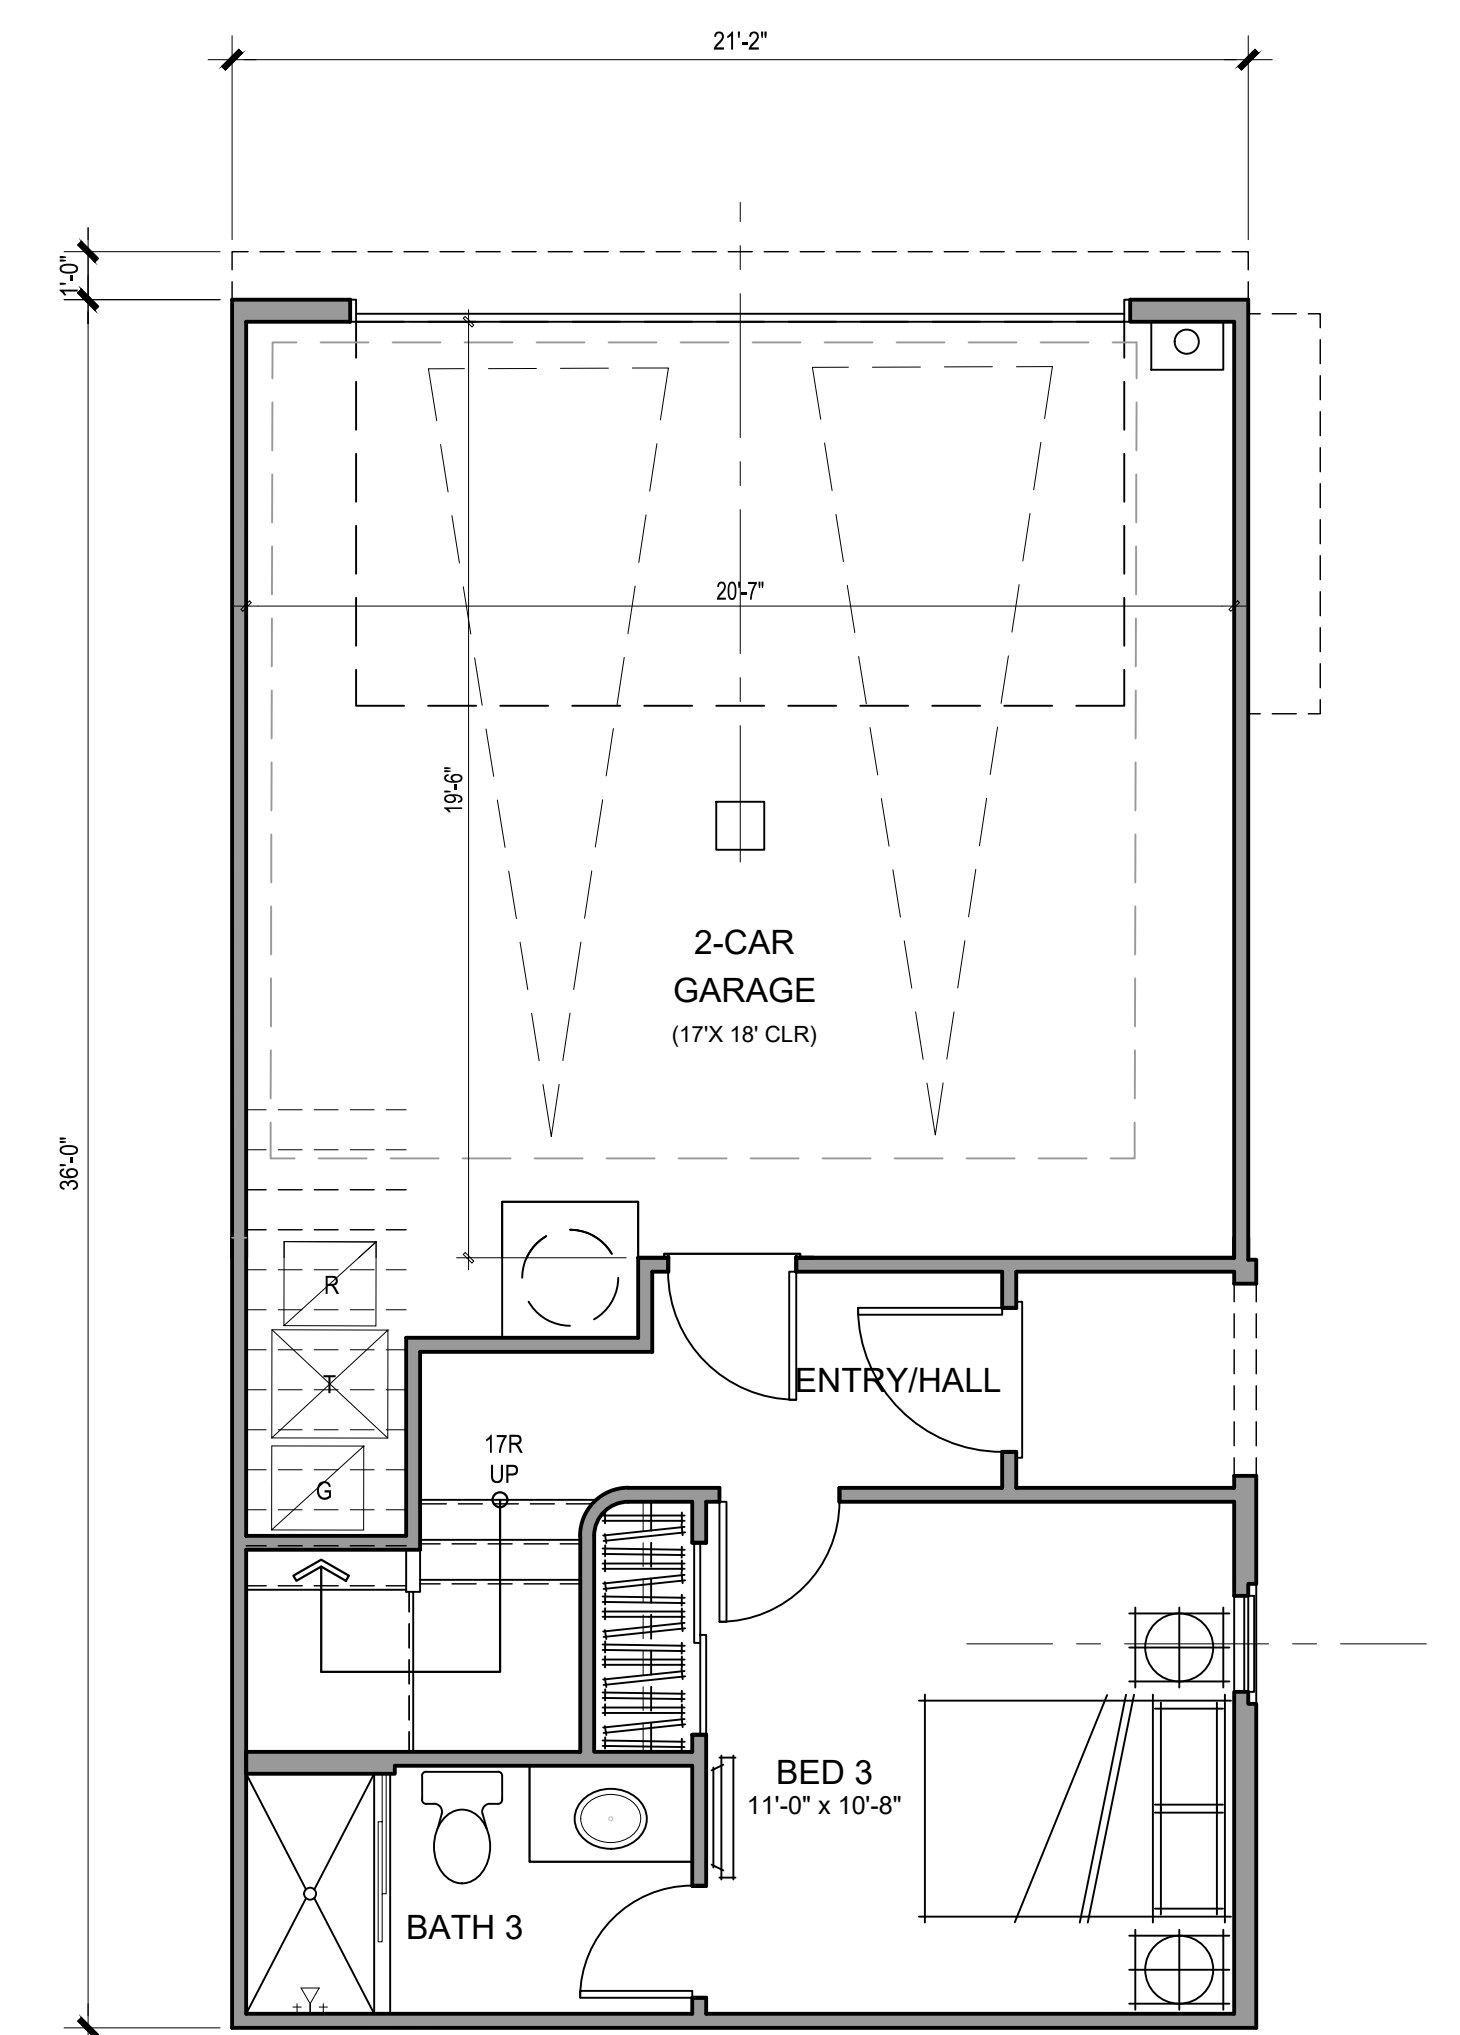 21'-2"
1'-0"
20'-7"
19'-6"
2-CAR
GARAGE
(17'X 18' CLR)
36'-0"
R
T
ENTRY/HALL
17R
UP
G
BED 3
11'-0" x 10'-8"
BATH 3